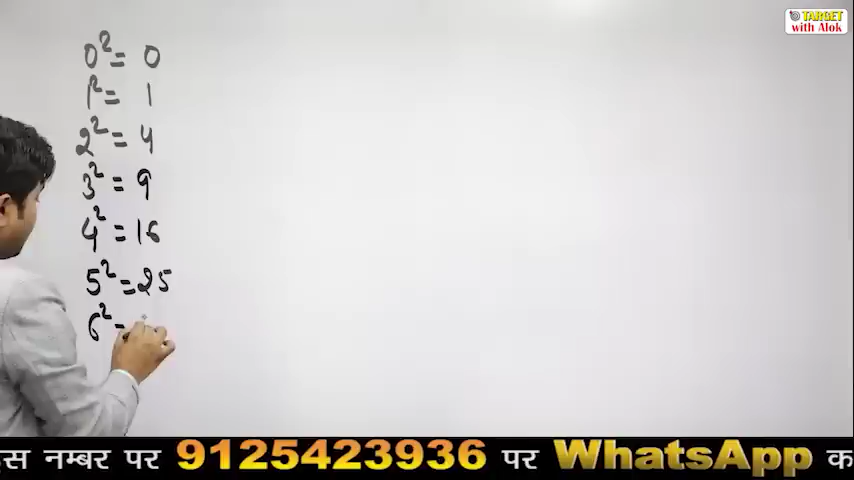 TARGET
with Alok
0² = 0
1² = 1
2² = 4
3² = 9
4² = 16
5² = 25
6² =
नम्बर पर 9125423936 पर WhatsApp